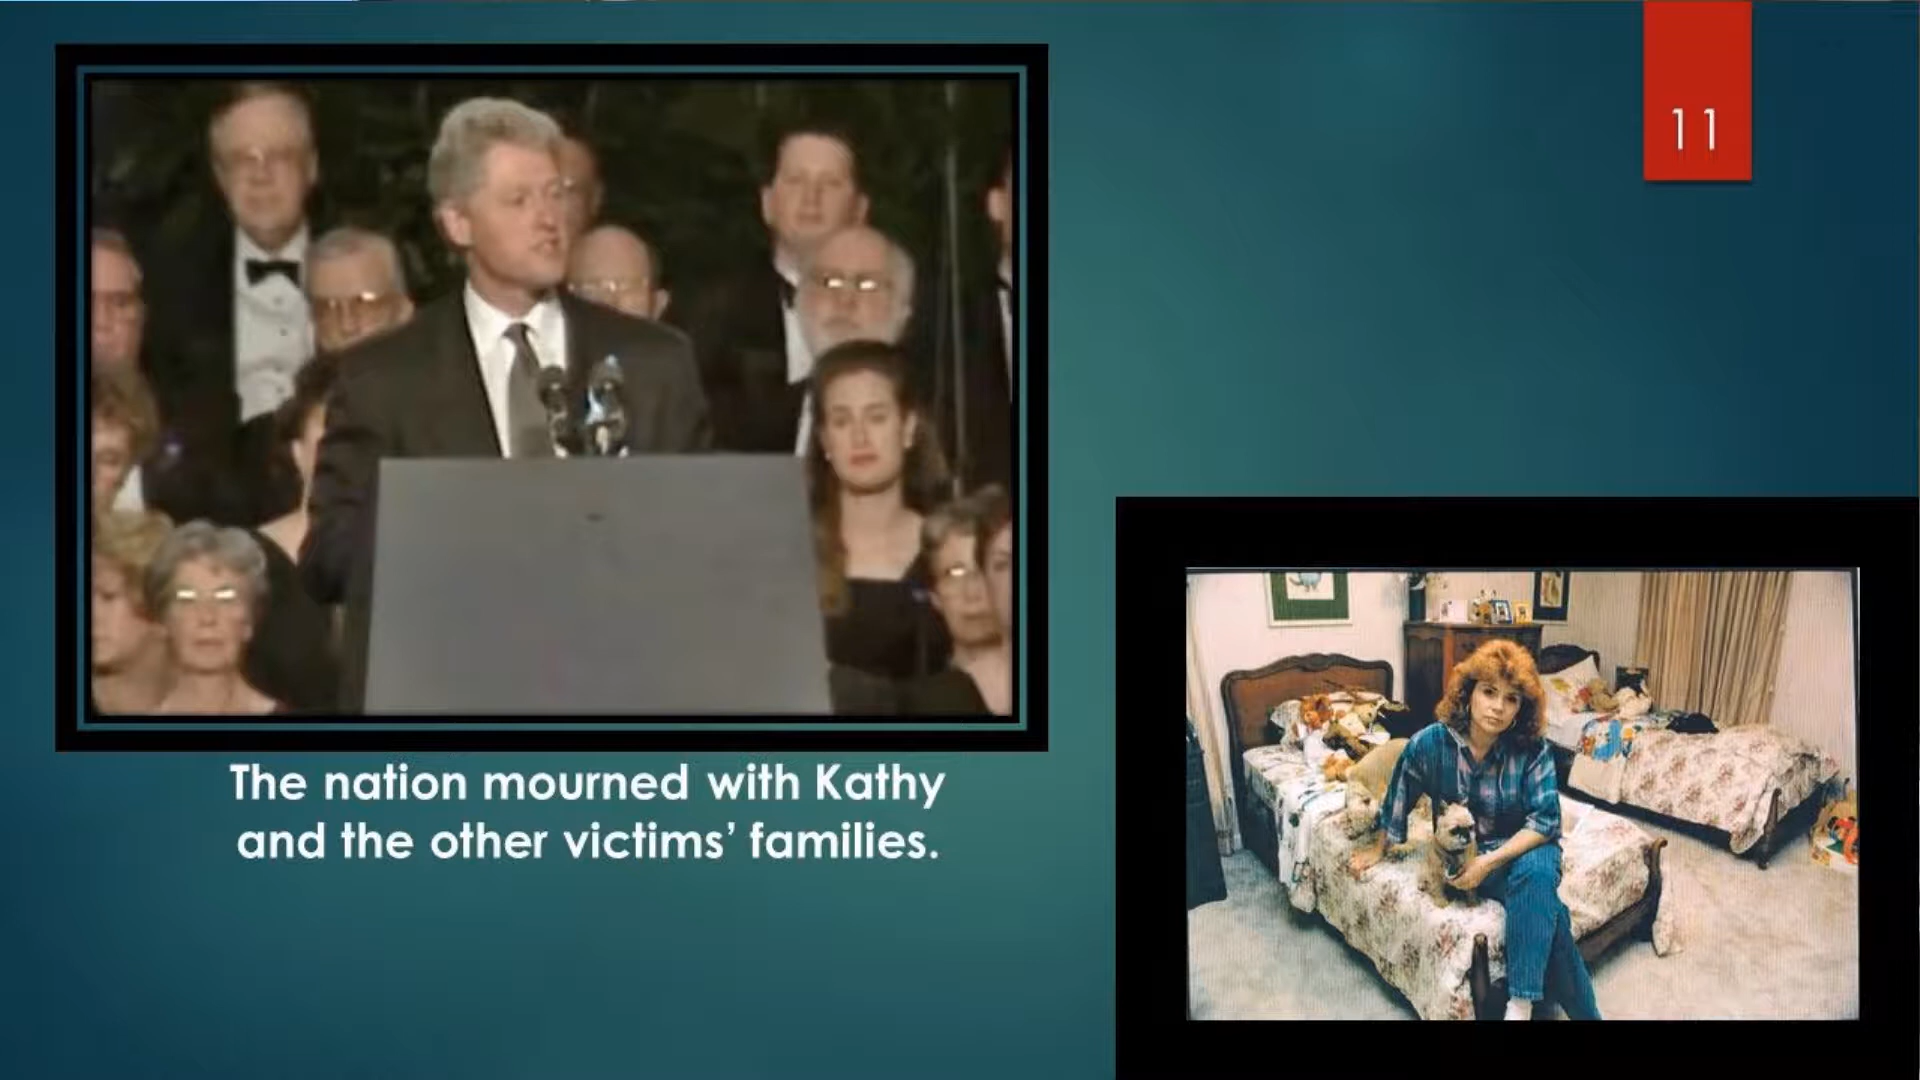 11
The nation mourned with Kathy
and the other victims’ families.